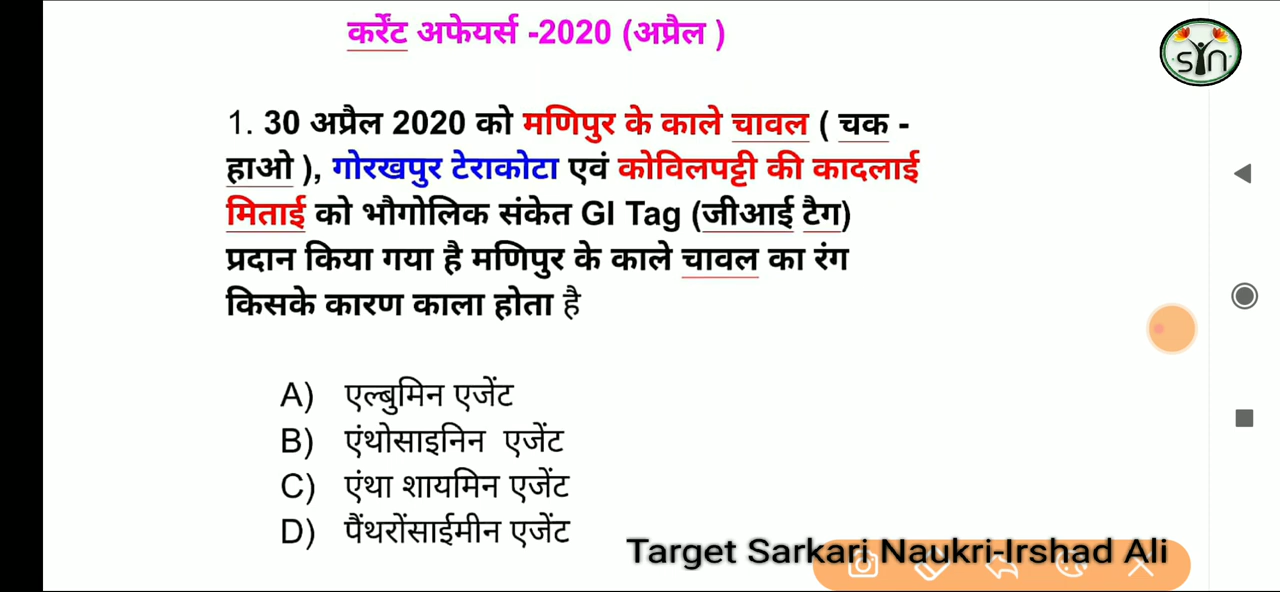 करेंट अफेयर्स -2020 (अप्रैल )
SYN
1. 30 अप्रैल 2020 को मणिपुर के काले चावल ( चक -
हाओ ), गोरखपुर टेराकोटा एवं कोविलपट्टी की कादलाई
मिताई को भौगोलिक संकेत GI Tag (जीआई टैग)
प्रदान किया गया है मणिपुर के काले चावल का रंग
किसके कारण काला होता है
A) एल्बुमिन एजेंट
B) एंथोसाइनिन एजेंट
C) एंथा शायमिन एजेंट
D) पैंथरोंसाईमीन एजेंट
Target Sarkari Naukri-Irshad Ali